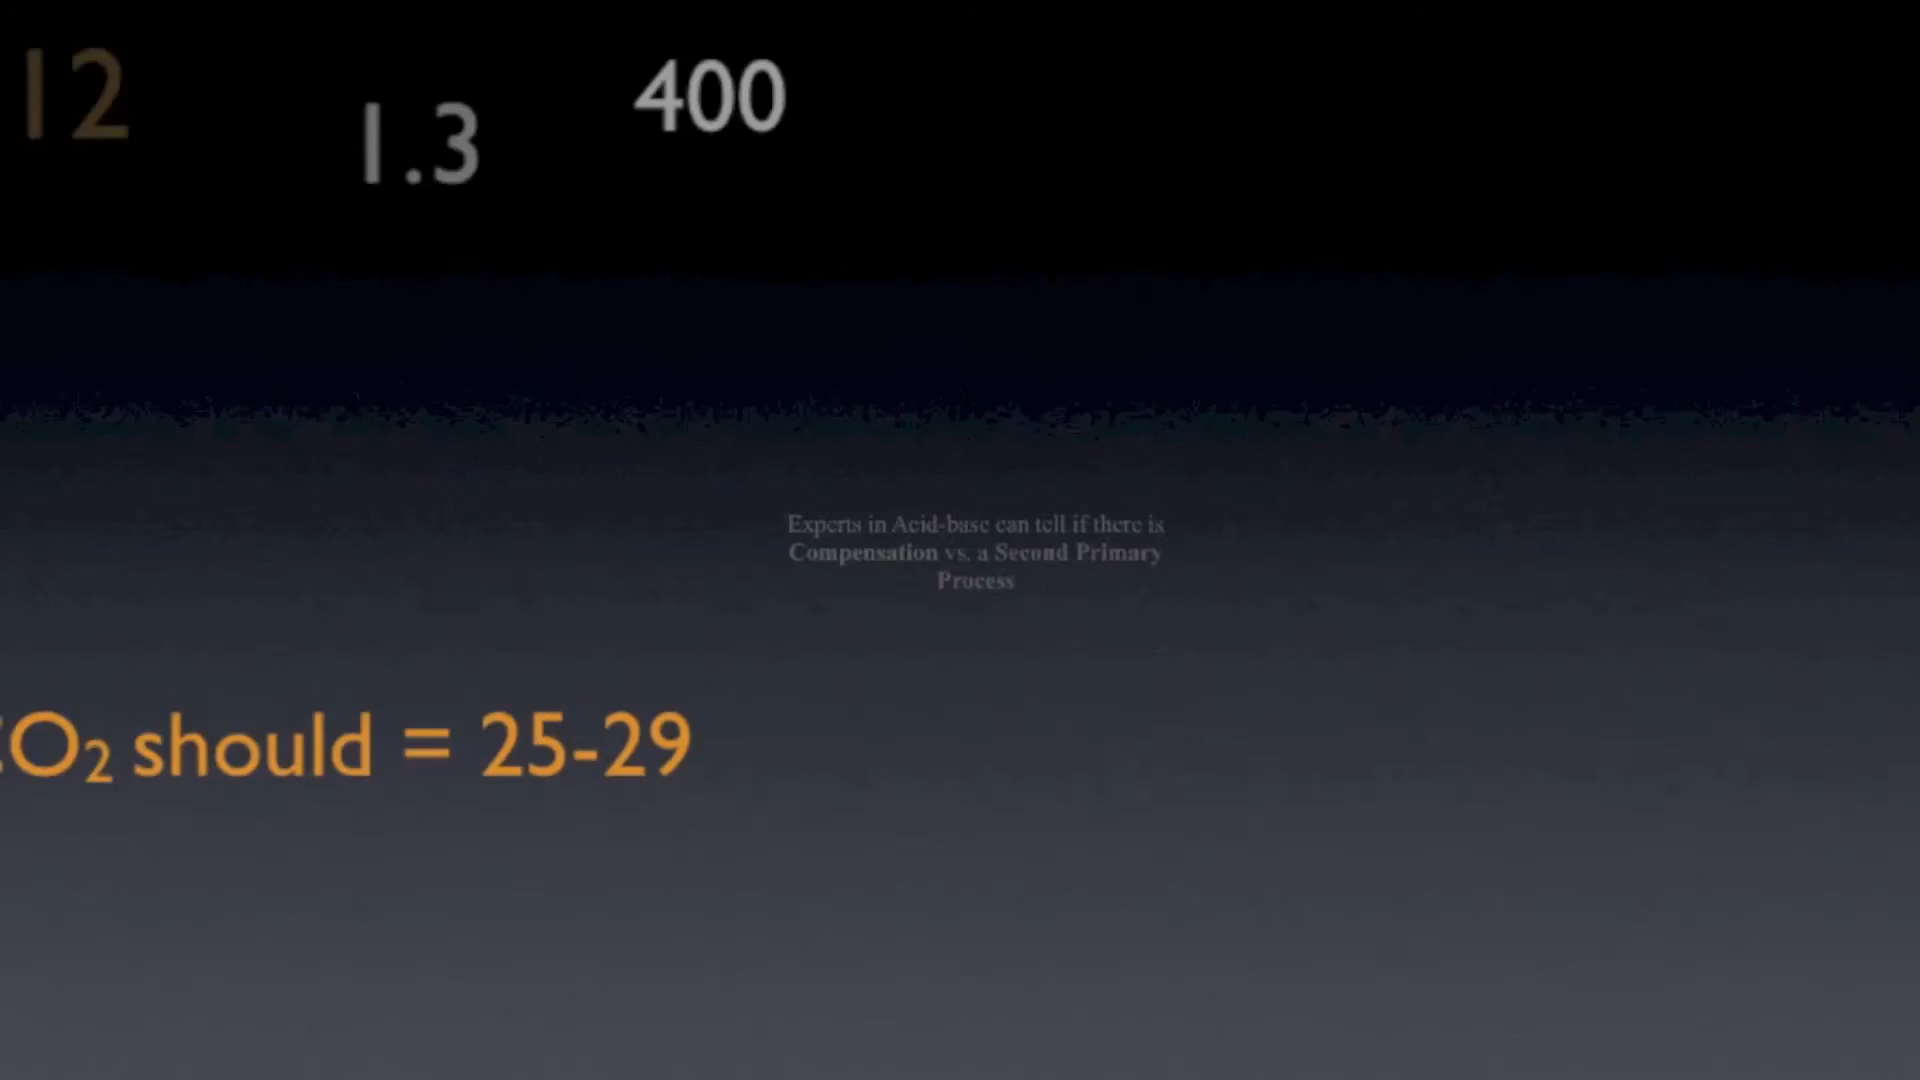 12
1.3
400
Experts in Acid-base can tell if there is
Compensation vs. a Second Primary
Process
CO₂ should = 25-29